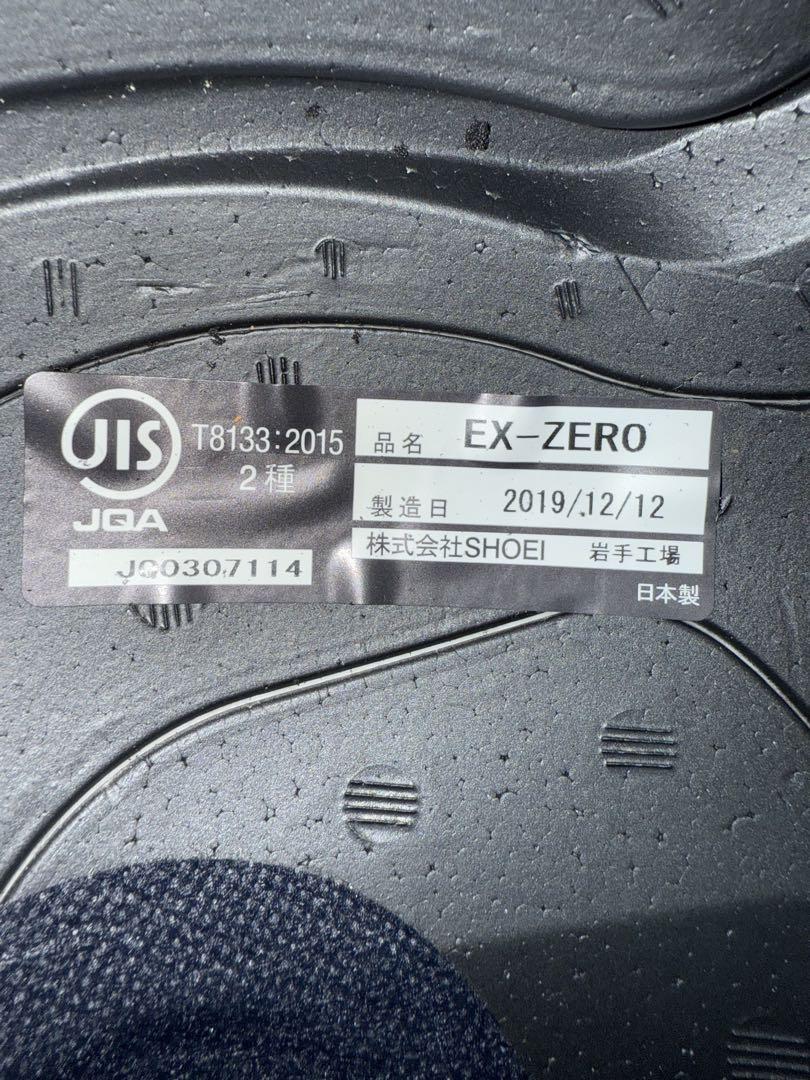 JIS
JQA
T8133:2015
2種
JQ0307114
品名 EX-ZERO
製造日 2019/12/12
株式会社SHOEI 岩手工場
日本製